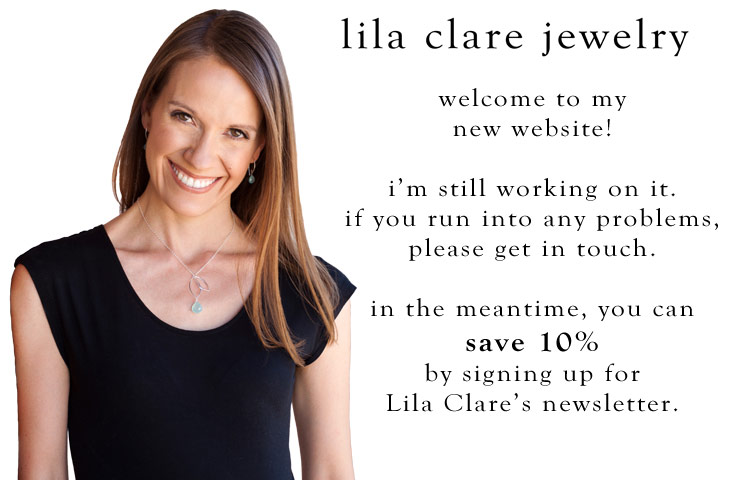 lila clare jewelry
welcome to my
new website!
i'm still working on it.
if you run into any problems,
please get in touch.
in the meantime, you can
save 10%
by signing up for
Lila Clare's newsletter.